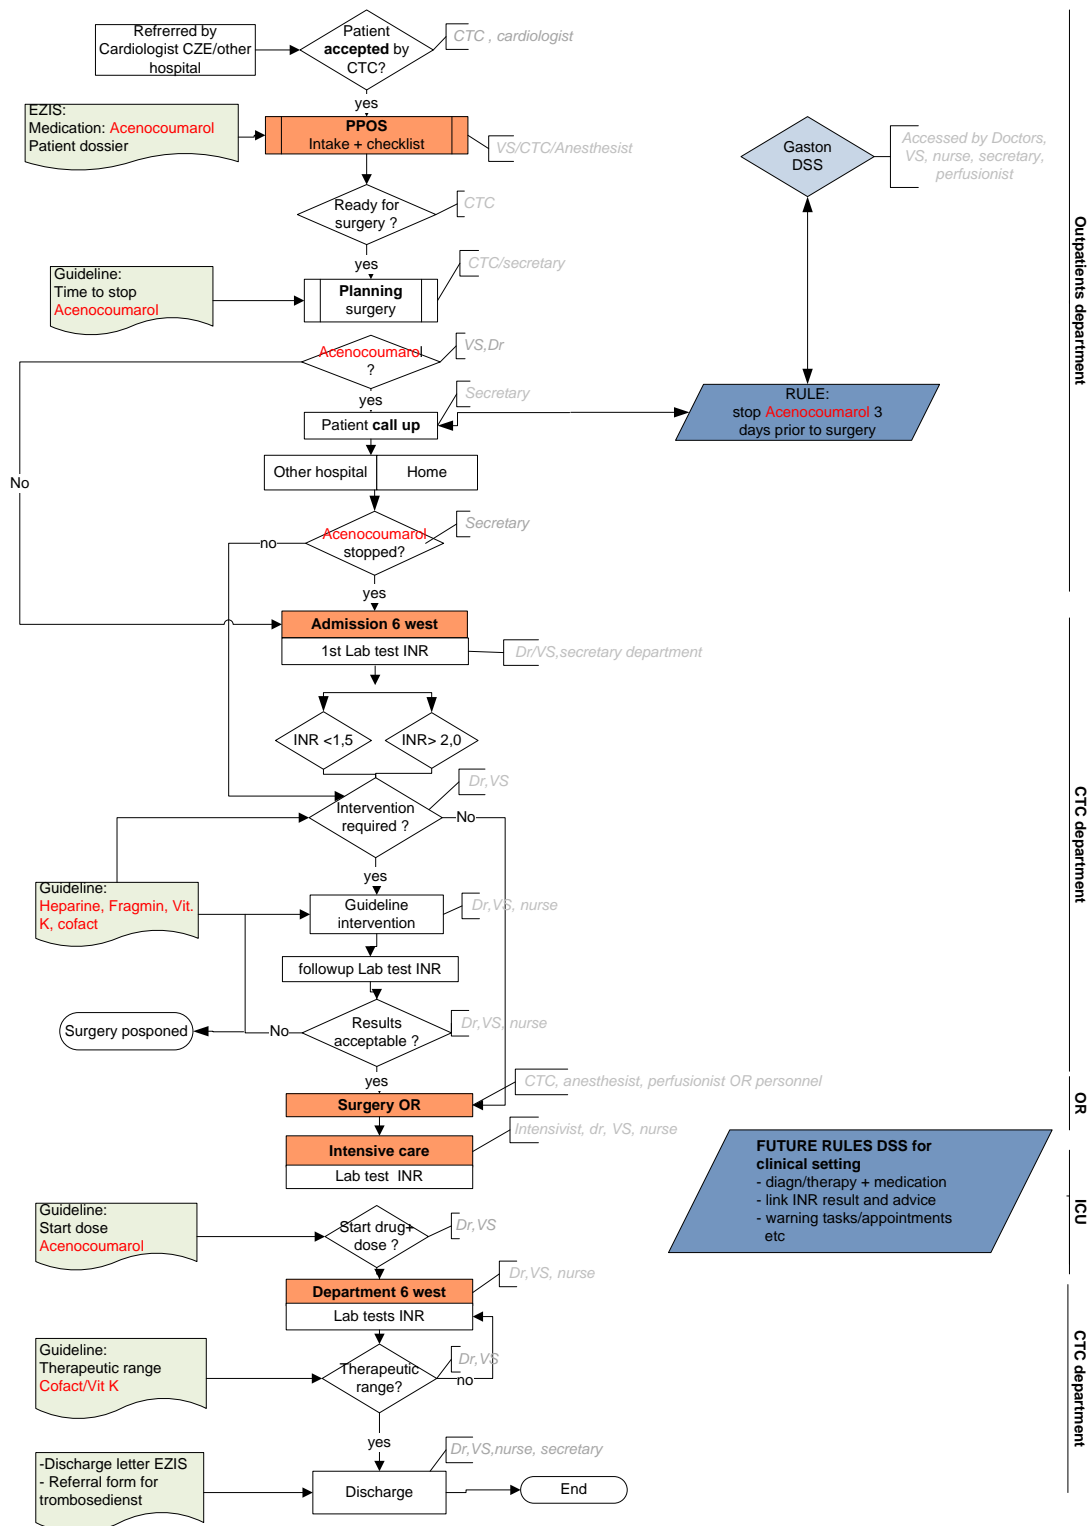 Refrerred by
Cardiologist CZE/other
hospital
Patient
accepted by
CTC?
CTC , cardiologist
yes
EZIS:
Medication: Acenocoumarol
Patient dossier
PPOS
Intake + checklist
VS/CTC/Anesthesist
Gaston
DSS
Accessed by Doctors,
VS, nurse, secretary,
perfusionist
Ready for
surgery ?
CTC
yes
Guideline:
Time to stop
Acenocoumarol
Planning
surgery
CTC/secretary
Outpatients department
Acenocoumarol
?
VS,Dr
yes
Patient call up
Secretary
RULE:
stop Acenocoumarol 3
days prior to surgery
Other hospital
Home
No
Acenocoumarol
stopped?
Secretary
no
yes
Admission 6 west
1st Lab test INR
Dr/VS,secretary department
INR <1,5
INR> 2,0
Intervention
required ?
Dr,VS
No
yes
CTC department
Guideline:
Heparine, Fragmin, Vit.
K, cofact
Guideline
intervention
Dr,VS, nurse
followup Lab test INR
Surgery posponed
No
Results
acceptable ?
Dr,VS, nurse
yes
Surgery OR
CTC, anesthesist, perfusionist OR personnel
OR
Intensive care
Lab test  INR
Intensivist, dr, VS, nurse
FUTURE RULES DSS for
clinical setting
- diagn/therapy + medication
- link INR result and advice
- warning tasks/appointments
etc
ICU
Guideline:
Start dose
Acenocoumarol
Start drug+
dose ?
Dr,VS
Department 6 west
Lab tests INR
Dr,VS, nurse
Guideline:
Therapeutic range
Cofact/Vit K
Therapeutic
range?
Dr,VS
no
CTC department
yes
-Discharge letter EZIS
- Referral form for
trombosedienst
Discharge
Dr,VS,nurse, secretary
End